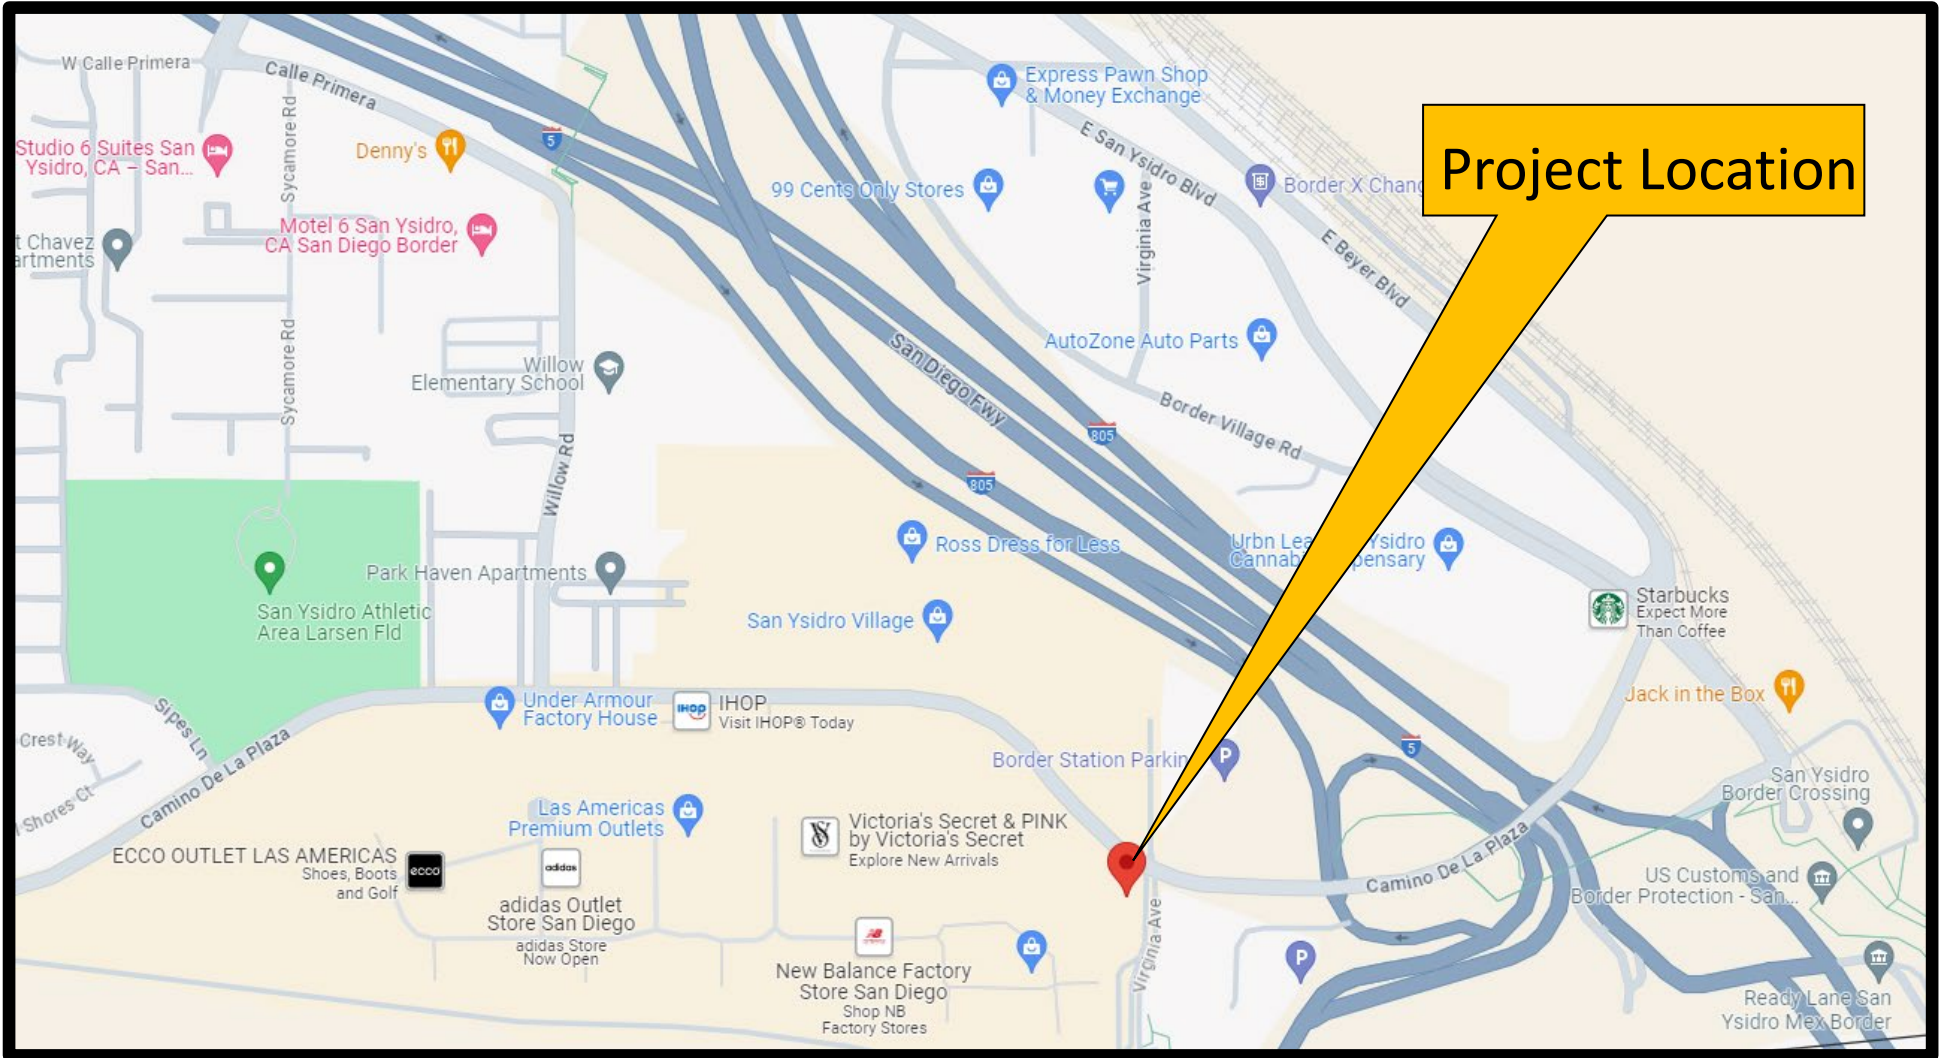 W Calle Primera
Calle Primera
Sycamore Rd
Studio 6 Suites San
Ysidro, CA – San...
Denny's
5
Motel 6 San Ysidro,
CA San Diego Border
t Chavez
artments
Express Pawn Shop
& Money Exchange
E San Ysidro Blvd
99 Cents Only Stores
Virginia Ave
Border X Chang
Project Location
E Beyer Blvd
AutoZone Auto Parts
San Diego Fwy
Sycamore Rd
Willow
Elementary School
Border Village Rd
805
805
Willow Rd
Ross Dress for Less
Urbn Lea Ysidro
Cannab pensary
Park Haven Apartments
San Ysidro Athletic
Area Larsen Fld
San Ysidro Village
Starbucks
Expect More
Than Coffee
Jack in the Box
Under Armour
Factory House
IHOP
IHOP
Visit IHOP® Today
Sipes Ln
Crest Way
Camino De La Plaza
Shores Ct
Border Station Parkin
P
5
San Ysidro
Border Crossing
Las Americas
Premium Outlets
Victoria's Secret & PINK
by Victoria's Secret
Explore New Arrivals
ECCO OUTLET LAS AMERICAS
Shoes, Boots
and Golf
ecco
adidas
adidas Outlet
Store San Diego
adidas Store
Now Open
Camino De La Plaza
US Customs and
Border Protection - San...
Virginia Ave
P
New Balance Factory
Store San Diego
Shop NB
Factory Stores
Ready Lane San
Ysidro Mex Border